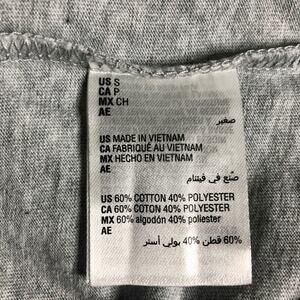 US S
CA P
MX CH
AE
صغير
US MADE IN VIETNAM
CA FABRIQUÉ AU VIETNAM
MX HECHO EN VIETNAM
AE
صنع في فيتنام
US 60% COTTON 40% POLYESTER
CA 60% COTON 40% POLYESTER
MX 60% algodón 40% poliester
AE
60% قطن 40% بولي أستر